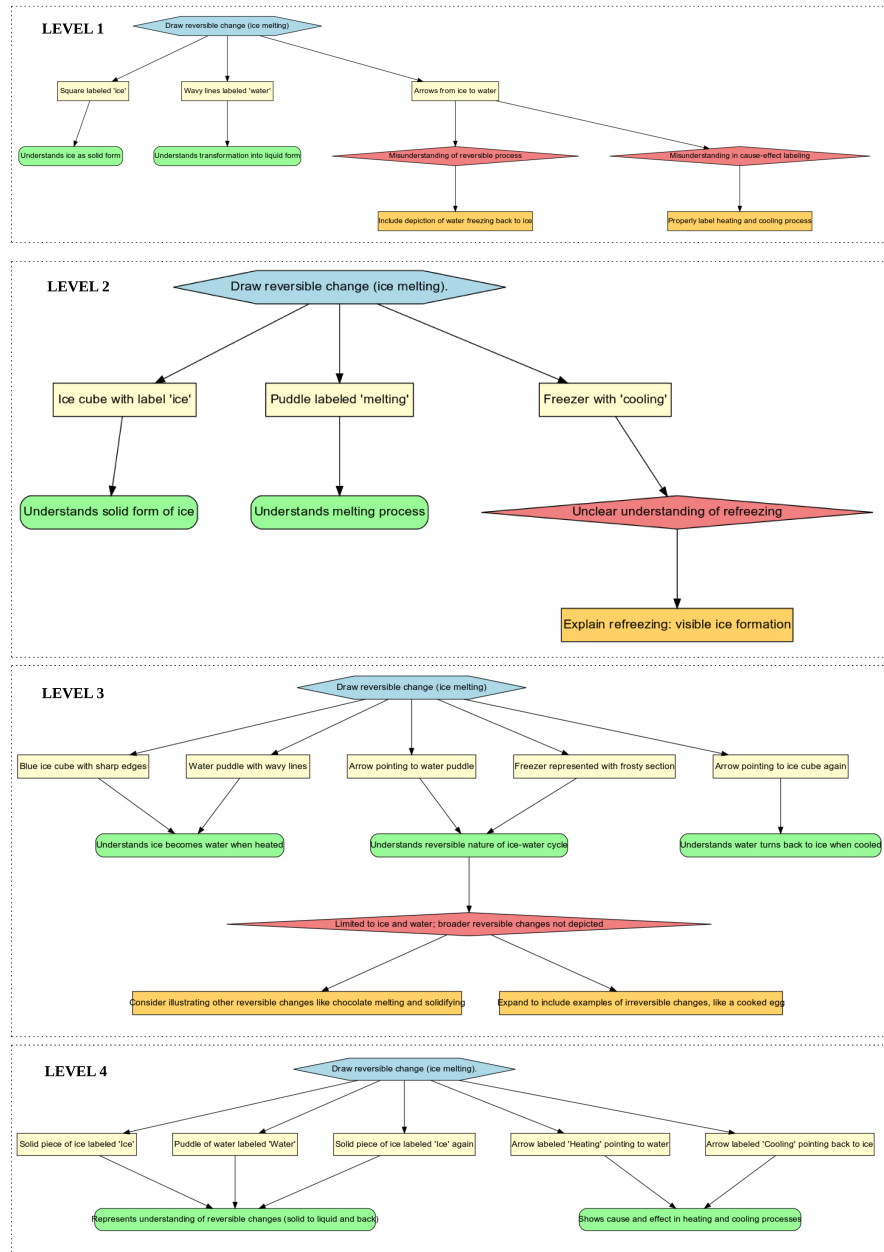 LEVEL 1
Draw reversible change (ice melting)
Square labeled 'ice'
Wavy lines labeled 'water'
Arrows from ice to water
Understands ice as solid form
Understands transformation into liquid form
Misunderstanding of reversible process
Misunderstanding in cause-effect labeling
Include depiction of water freezing back to ice
Properly label heating and cooling process
LEVEL 2
Draw reversible change (ice melting).
Ice cube with label 'ice'
Puddle labeled 'melting'
Freezer with 'cooling'
Understands solid form of ice
Understands melting process
Unclear understanding of refreezing
Explain refreezing: visible ice formation
LEVEL 3
Draw reversible change (ice melting)
Blue ice cube with sharp edges
Water puddle with wavy lines
Arrow pointing to water puddle
Freezer represented with frosty section
Arrow pointing to ice cube again
Understands ice becomes water when heated
Understands reversible nature of ice-water cycle
Understands water turns back to ice when cooled
Limited to ice and water; broader reversible changes not depicted
Consider illustrating other reversible changes like chocolate melting and solidifying
Expand to include examples of irreversible changes, like a cooked egg
LEVEL 4
Draw reversible change (ice melting).
Solid piece of ice labeled 'Ice'
Puddle of water labeled 'Water'
Solid piece of ice labeled 'Ice' again
Arrow labeled 'Heating' pointing to water
Arrow labeled 'Cooling' pointing back to ice
Represents understanding of reversible changes (solid to liquid and back)
Shows cause and effect in heating and cooling processes